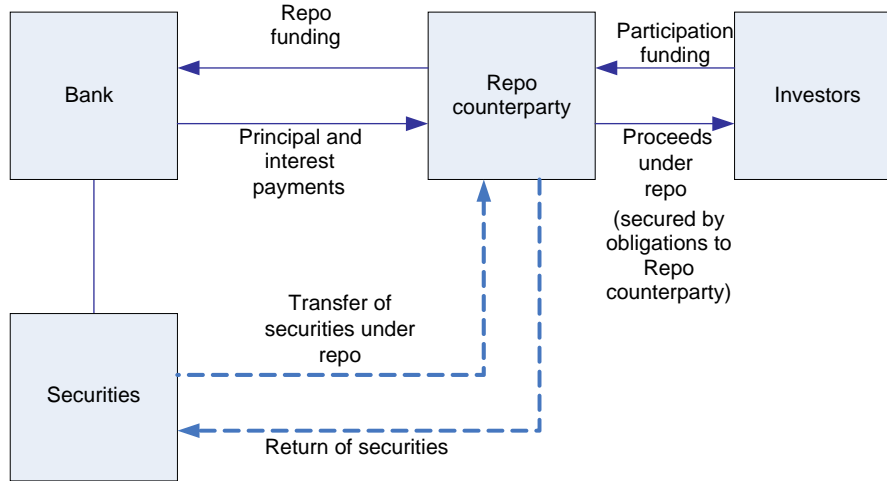 Repo
funding
Participation
funding
Bank
Repo
counterparty
Investors
Principal and
interest
payments
Proceeds
under
repo
(secured by
obligations to
Repo
counterparty)
Transfer of
securities under
repo
Securities
Return of securities